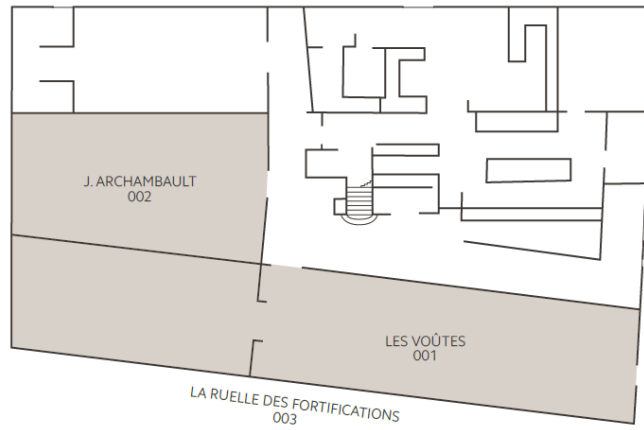 J. ARCHAMBAULT
002
LES VOÛTES
001
LA RUELLE DES FORTIFICATIONS
003